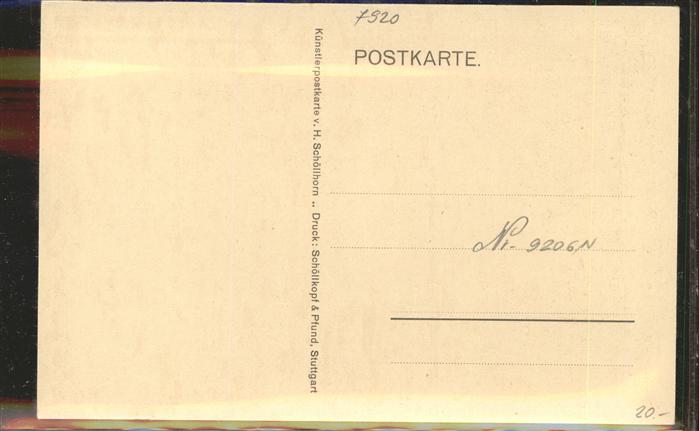 7920
POSTKARTE.
Künstlerpostkarte v. H. Schöllhorn .. Druck: Schöllkopf & Pfund, Stuttgart
Nr. 9206N
20.-